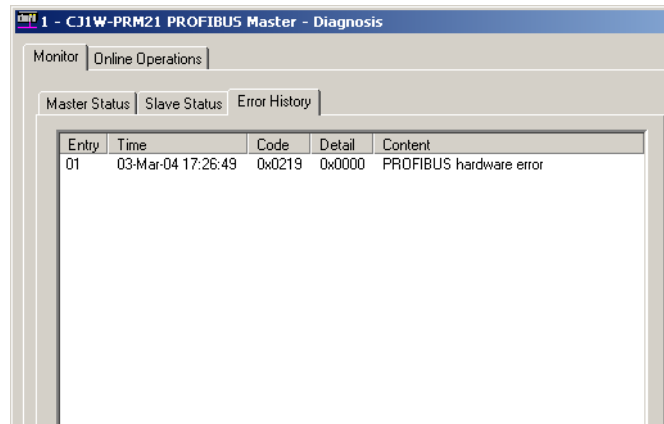 1 - CJ1W-PRM21 PROFIBUS Master - Diagnosis
Monitor Online Operations
Master Status Slave Status Error History
Entry Time Code Detail Content
01 03-Mar-04 17:26:49 0x0219 0x0000 PROFIBUS hardware error